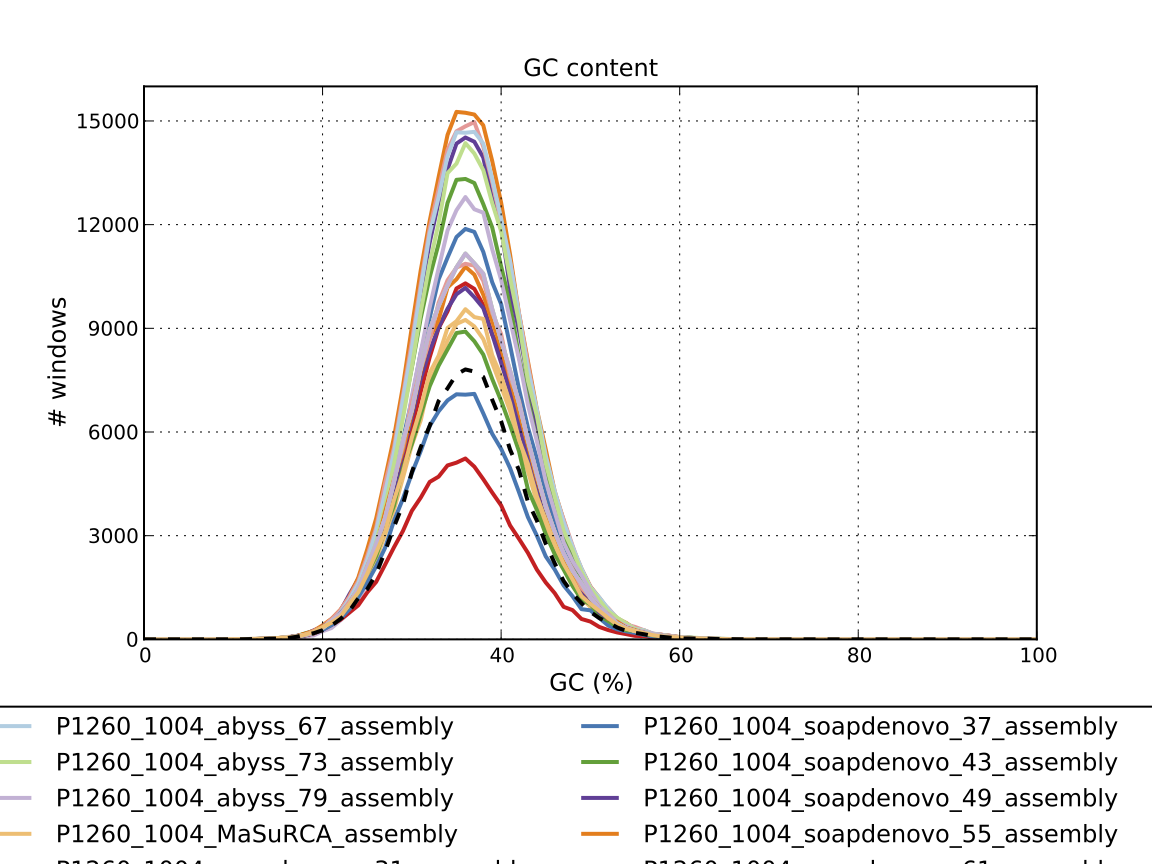 GC content
15000
12000
9000
6000
3000
0
# windows
0 20 40 60 80 100
GC (%)
P1260_1004_abyss_67_assembly P1260_1004_soapdenovo_37_assembly
P1260_1004_abyss_73_assembly P1260_1004_soapdenovo_43_assembly
P1260_1004_abyss_79_assembly P1260_1004_soapdenovo_49_assembly
P1260_1004_MaSuRCA_assembly P1260_1004_soapdenovo_55_assembly